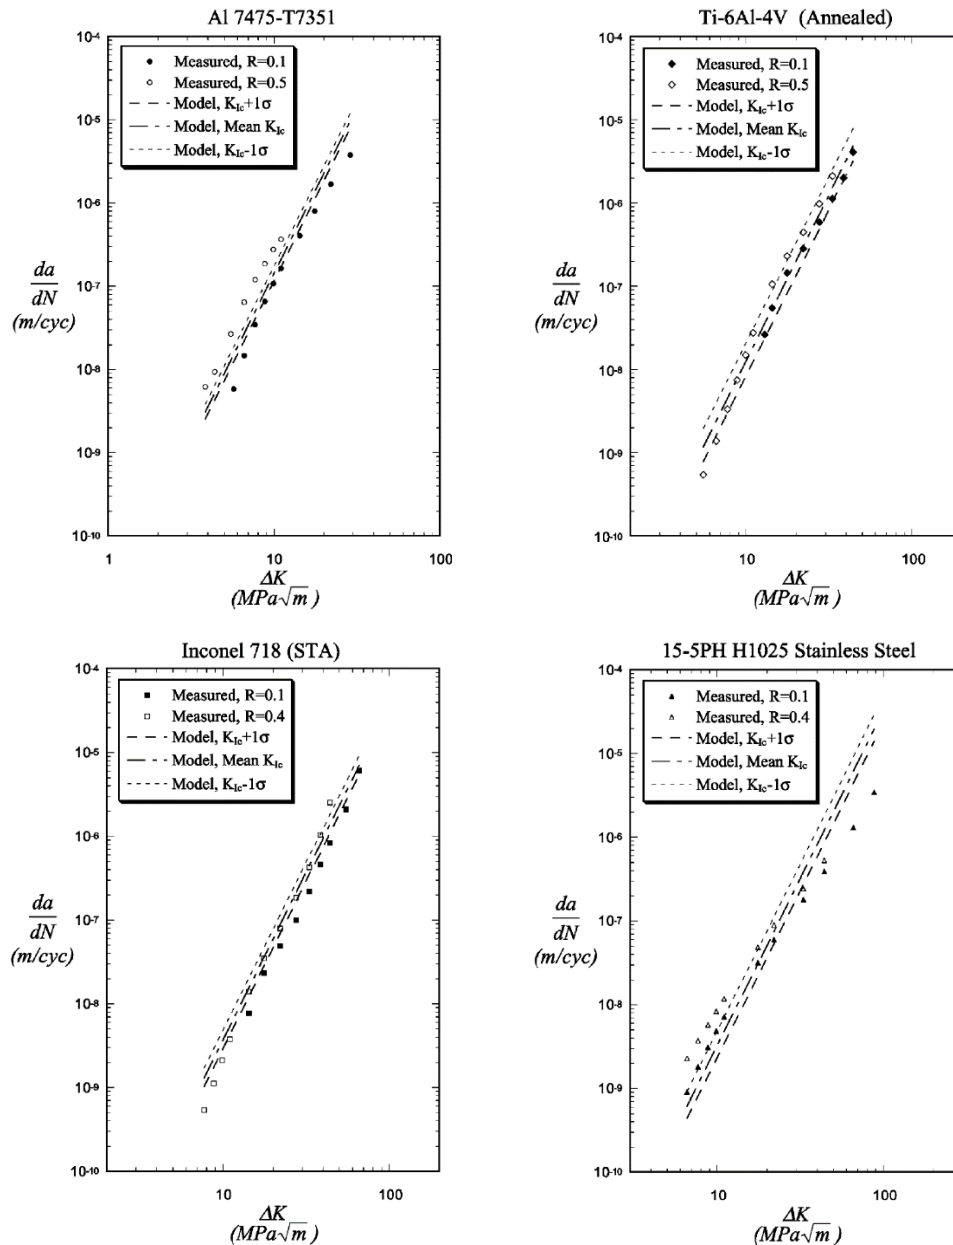 Al 7475-T7351
10-4
Measured, R=0.1
Measured, R=0.5
Model, KIc+1σ
Model, Mean KIc
Model, KIc-1σ
10-5
10-6
da
dN
(m/cyc)
10-7
10-8
10-9
10-10
1 10 100
ΔK
(MPa√m )
Ti-6Al-4V (Annealed)
10-4
Measured, R=0.1
Measured, R=0.5
Model, KIc+1σ
Model, Mean KIc
Model, KIc-1σ
10-5
10-6
da
dN
(m/cyc)
10-7
10-8
10-9
10-10
10 100
ΔK
(MPa√m )
Inconel 718 (STA)
10-4
Measured, R=0.1
Measured, R=0.4
Model, KIc+1σ
Model, Mean KIc
Model, KIc-1σ
10-5
10-6
da
dN
(m/cyc)
10-7
10-8
10-9
10-10
10 100
ΔK
(MPa√m )
15-5PH H1025 Stainless Steel
10-4
Measured, R=0.1
Measured, R=0.4
Model, KIc+1σ
Model, Mean KIc
Model, KIc-1σ
10-5
10-6
da
dN
(m/cyc)
10-7
10-8
10-9
10-10
10 100
ΔK
(MPa√m )